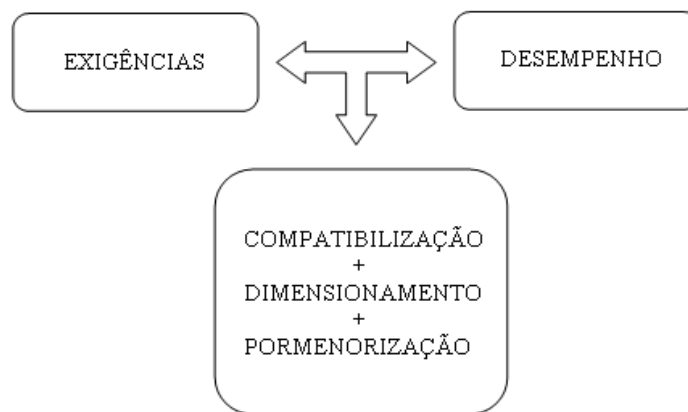 EXIGÊNCIAS
DESEMPENHO
COMPATIBILIZAÇÃO
+
DIMENSIONAMENTO
+
PORMENORIZAÇÃO